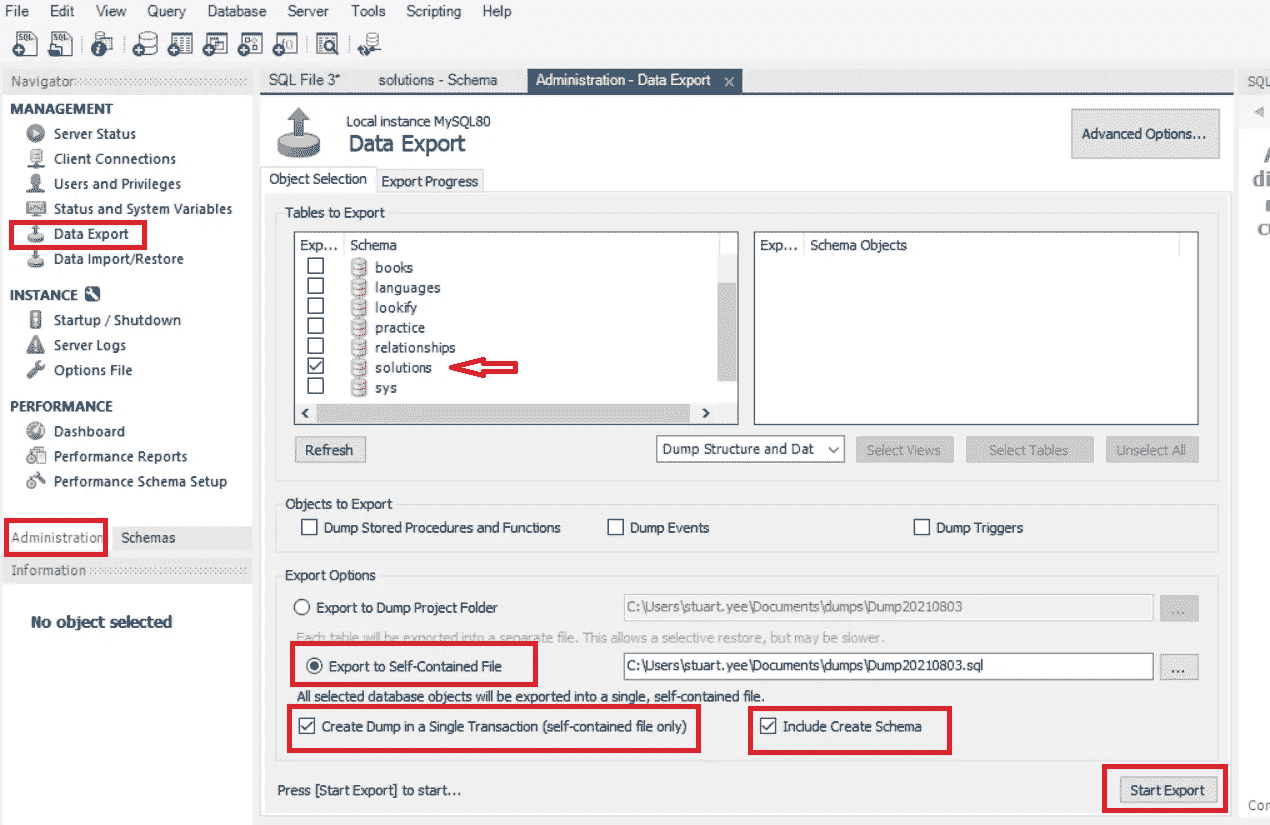 File Edit View Query Database Server Tools Scripting Help
SQL SQL
Navigator
MANAGEMENT
Server Status
Client Connections
Users and Privileges
Status and System Variables
Data Export
Data Import/Restore
INSTANCE
Startup / Shutdown
Server Logs
Options File
PERFORMANCE
Dashboard
Performance Reports
Performance Schema Setup
Administration Schemas
Information
No object selected
SQL File 3* solutions - Schema Administration - Data Export
Local instance MySQL80
Data Export
Advanced Options...
Object Selection Export Progress
Tables to Export
Exp... Schema
books
languages
lookify
practice
relationships
solutions
sys
Exp... Schema Objects
Refresh Dump Structure and Dat Select Views Select Tables Unselect All
Objects to Export
Dump Stored Procedures and Functions Dump Events Dump Triggers
Export Options
Export to Dump Project Folder C:\Users\stuart.yee\Documents\dumps\Dump20210803 ...
Each table will be exported into a separate file. This allows a selective restore, but may be slower.
Export to Self-Contained File C:\Users\stuart.yee\Documents\dumps\Dump20210803.sql ...
All selected database objects will be exported into a single, self-contained file.
Create Dump in a Single Transaction (self-contained file only) Include Create Schema
Press [Start Export] to start... Start Export
SQL
di
Cor